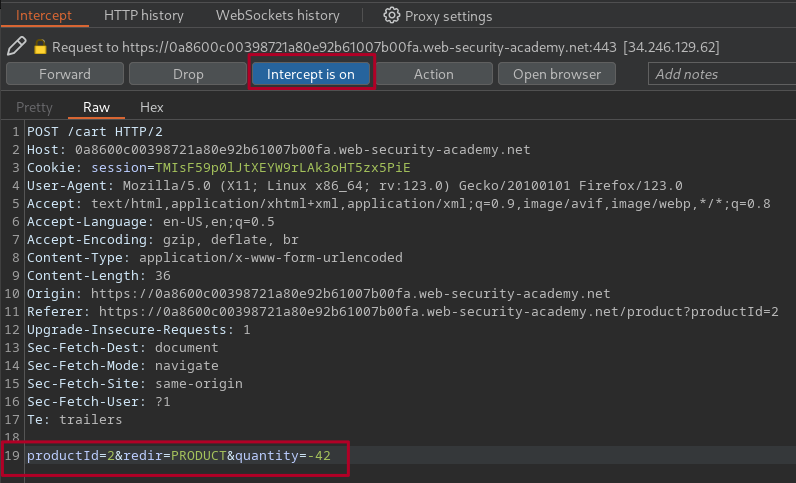 Intercept HTTP history WebSockets history Proxy settings
Request to https://0a8600c00398721a80e92b61007b00fa.web-security-academy.net:443 [34.246.129.62]
Forward Drop Intercept is on Action Open browser Add notes
Pretty Raw Hex
1 POST /cart HTTP/2
2 Host: 0a8600c00398721a80e92b61007b00fa.web-security-academy.net
3 Cookie: session=TMIsF59p0lJtXEYW9rLAk3oHT5zx5PiE
4 User-Agent: Mozilla/5.0 (X11; Linux x86_64; rv:123.0) Gecko/20100101 Firefox/123.0
5 Accept: text/html,application/xhtml+xml,application/xml;q=0.9,image/avif,image/webp,*/*;q=0.8
6 Accept-Language: en-US,en;q=0.5
7 Accept-Encoding: gzip, deflate, br
8 Content-Type: application/x-www-form-urlencoded
9 Content-Length: 36
10 Origin: https://0a8600c00398721a80e92b61007b00fa.web-security-academy.net
11 Referer: https://0a8600c00398721a80e92b61007b00fa.web-security-academy.net/product?productId=2
12 Upgrade-Insecure-Requests: 1
13 Sec-Fetch-Dest: document
14 Sec-Fetch-Mode: navigate
15 Sec-Fetch-Site: same-origin
16 Sec-Fetch-User: ?1
17 Te: trailers
18
19 productId=2&redir=PRODUCT&quantity=-42